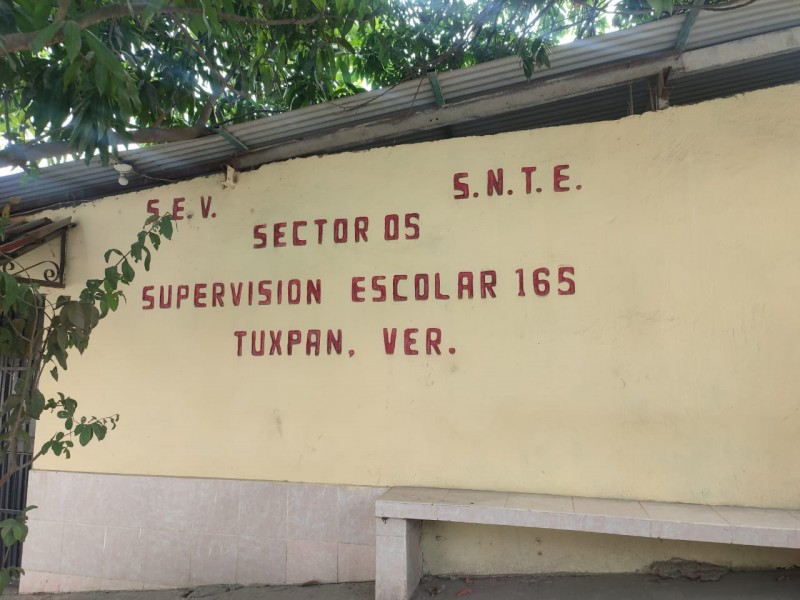 S.E.V. S.N.T.E.
SECTOR 05
SUPERVISION ESCOLAR 165
TUXPAN, VER.